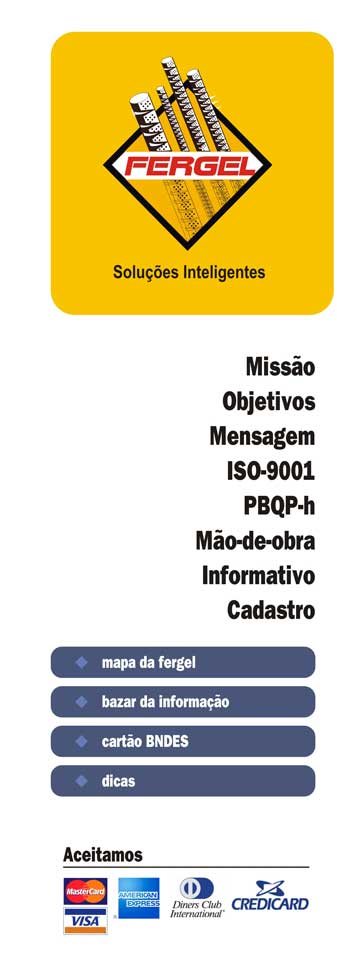 FERGEL
Soluções Inteligentes
Missão
Objetivos
Mensagem
ISO-9001
PBQP-h
Mão-de-obra
Informativo
Cadastro
mapa da fergel
bazar da informação
cartão BNDES
dicas
Aceitamos
MasterCard
AMERICAN EXPRESS
Diners Club
International
CREDICARD
VISA